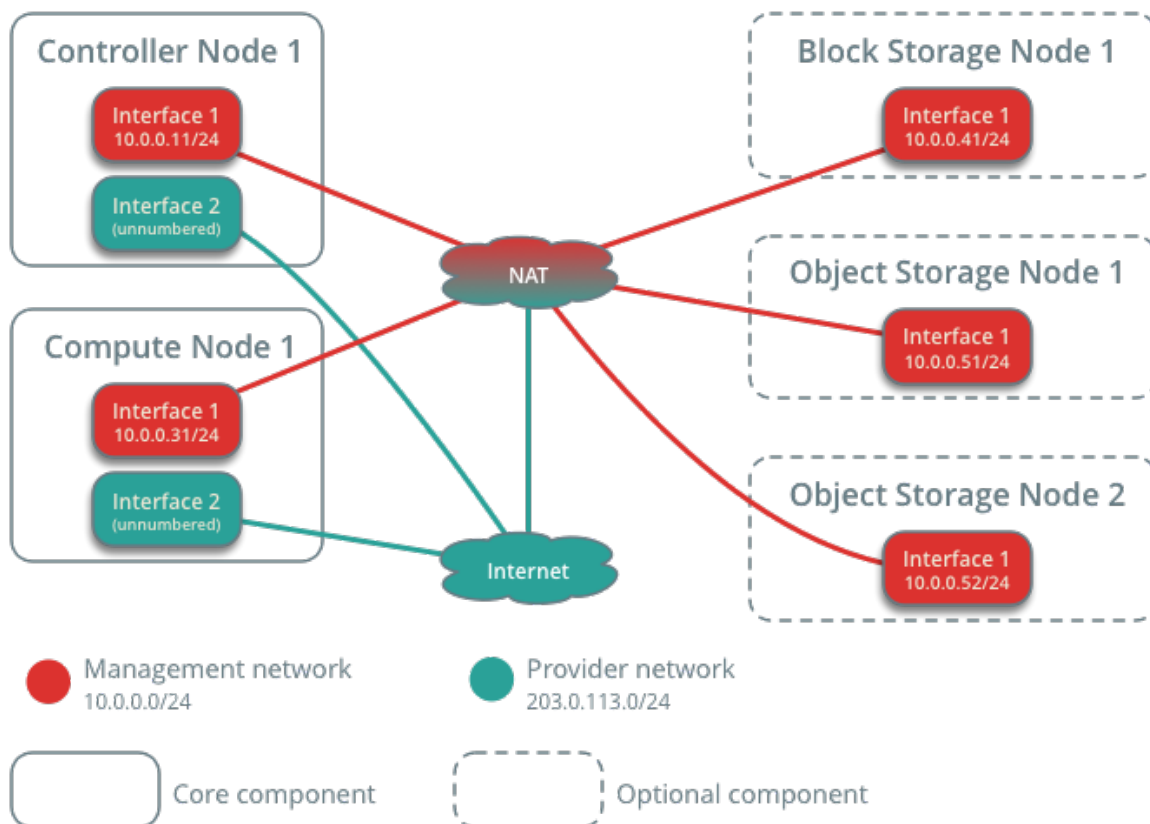 Controller Node 1
Interface 1
10.0.0.11/24
Interface 2
(unnumbered)
Compute Node 1
Interface 1
10.0.0.31/24
Interface 2
(unnumbered)
NAT
Internet
Block Storage Node 1
Interface 1
10.0.0.41/24
Object Storage Node 1
Interface 1
10.0.0.51/24
Object Storage Node 2
Interface 1
10.0.0.52/24
Management network
10.0.0.0/24
Provider network
203.0.113.0/24
Core component
Optional component